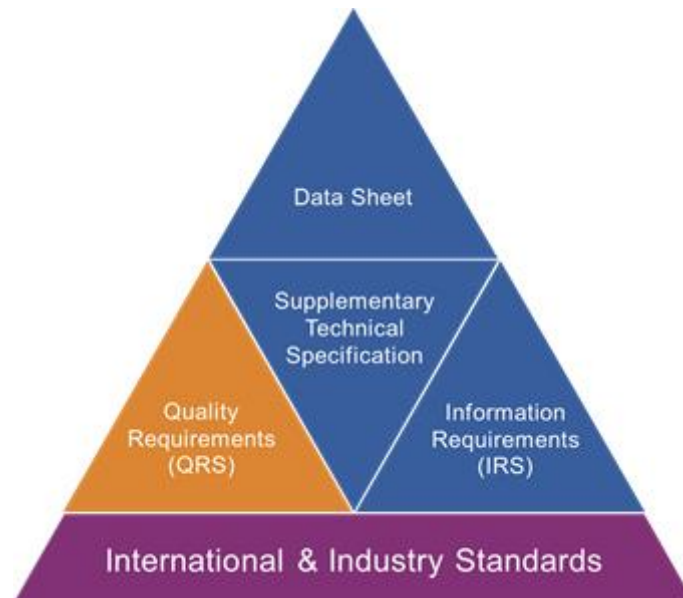 Data Sheet
Supplementary
Technical
Specification
Quality
Requirements
(QRS)
Information
Requirements
(IRS)
International & Industry Standards